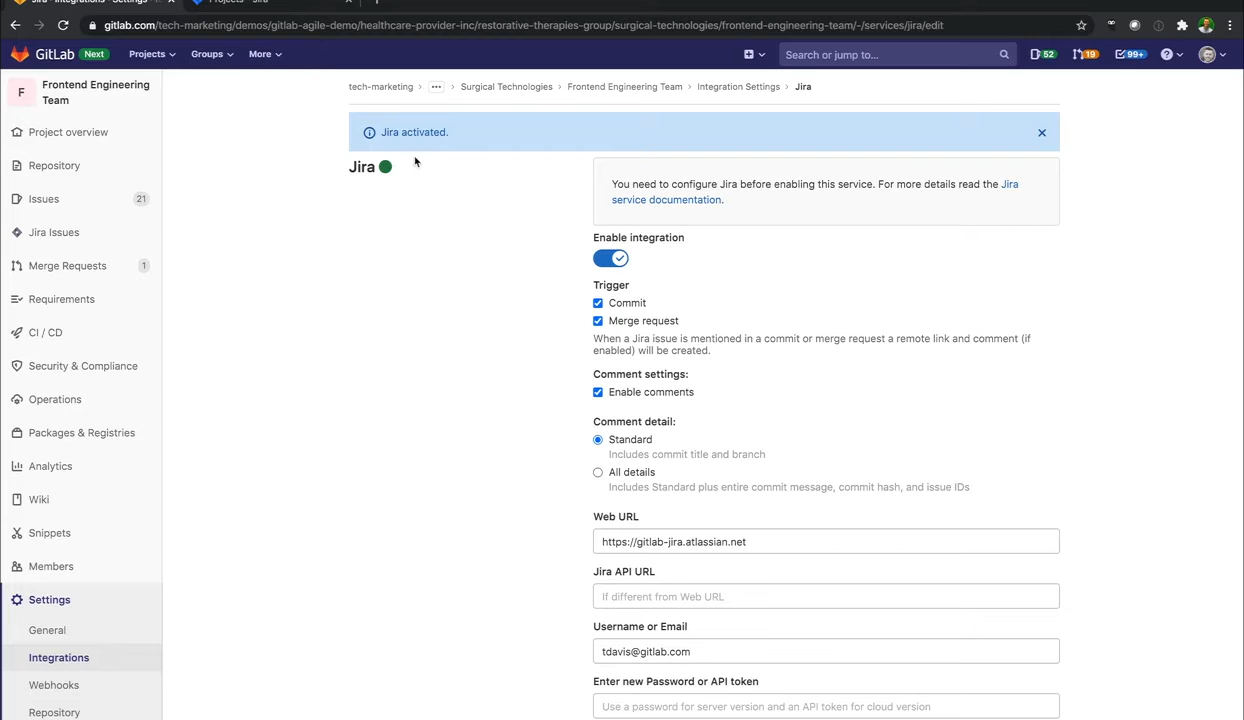 Jira · Integrations · Settings ·
Projects - Jira
gitlab.com/tech-marketing/demos/gitlab-agile-demo/healthcare-provider-inc/restorative-therapies-group/surgical-technologies/frontend-engineering-team/-/services/jira/edit
GitLab Next Projects Groups More Search or jump to... 52 19 99+
tech-marketing › ••• › Surgical Technologies › Frontend Engineering Team › Integration Settings › Jira
F Frontend Engineering
Team
Project overview
Repository
Issues 21
Jira Issues
Merge Requests 1
Requirements
CI / CD
Security & Compliance
Operations
Packages & Registries
Analytics
Wiki
Snippets
Members
Settings
General
Integrations
Webhooks
Repository
Jira activated.
Jira
You need to configure Jira before enabling this service. For more details read the Jira
service documentation.
Enable integration
Trigger
Commit
Merge request
When a Jira issue is mentioned in a commit or merge request a remote link and comment (if
enabled) will be created.
Comment settings:
Enable comments
Comment detail:
Standard
Includes commit title and branch
All details
Includes Standard plus entire commit message, commit hash, and issue IDs
Web URL
https://gitlab-jira.atlassian.net
Jira API URL
If different from Web URL
Username or Email
tdavis@gitlab.com
Enter new Password or API token
Use a password for server version and an API token for cloud version